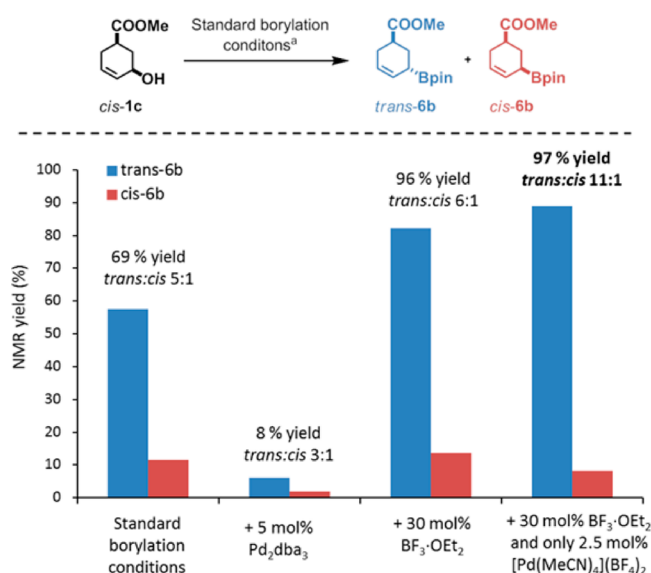 COOMe
OH
cis-1c
Standard borylation
conditonsᵃ
COOMe
Bpin
trans-6b
+
COOMe
Bpin
cis-6b
NMR yield (%)
100
90
80
70
60
50
40
30
20
10
0
trans-6b
cis-6b
69 % yield
trans:cis 5:1
8 % yield
trans:cis 3:1
96 % yield
trans:cis 6:1
97 % yield
trans:cis 11:1
Standard
borylation
conditions
+ 5 mol%
Pd₂dba₃
+ 30 mol%
BF₃·OEt₂
+ 30 mol% BF₃·OEt₂
and only 2.5 mol%
[Pd(MeCN)₄](BF₄)₂